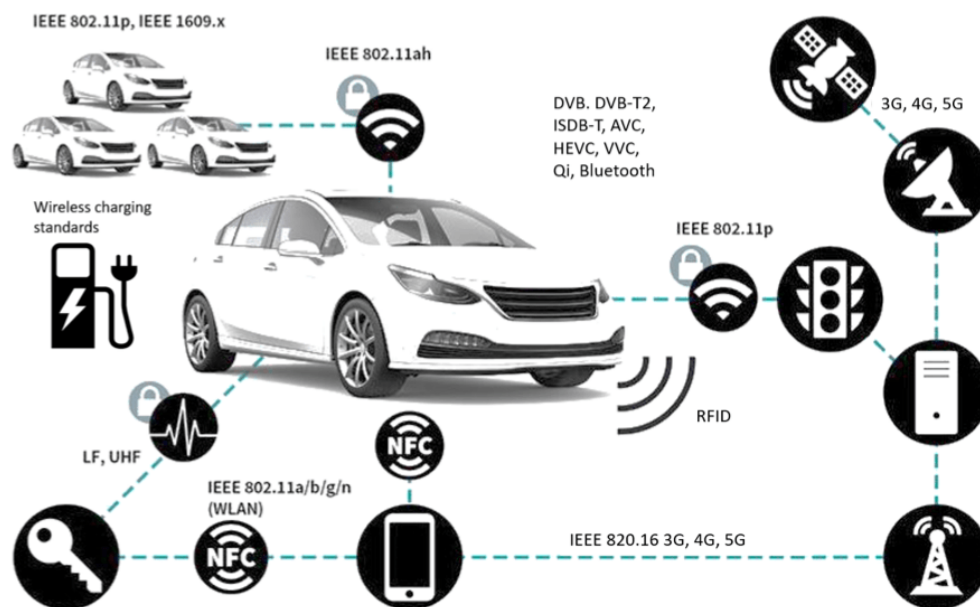 IEEE 802.11p, IEEE 1609.x
IEEE 802.11ah
DVB. DVB-T2,
ISDB-T, AVC,
HEVC, VVC,
Qi, Bluetooth
3G, 4G, 5G
Wireless charging
standards
IEEE 802.11p
RFID
LF, UHF
NFC
IEEE 802.11a/b/g/n
(WLAN)
NFC
IEEE 820.16 3G, 4G, 5G